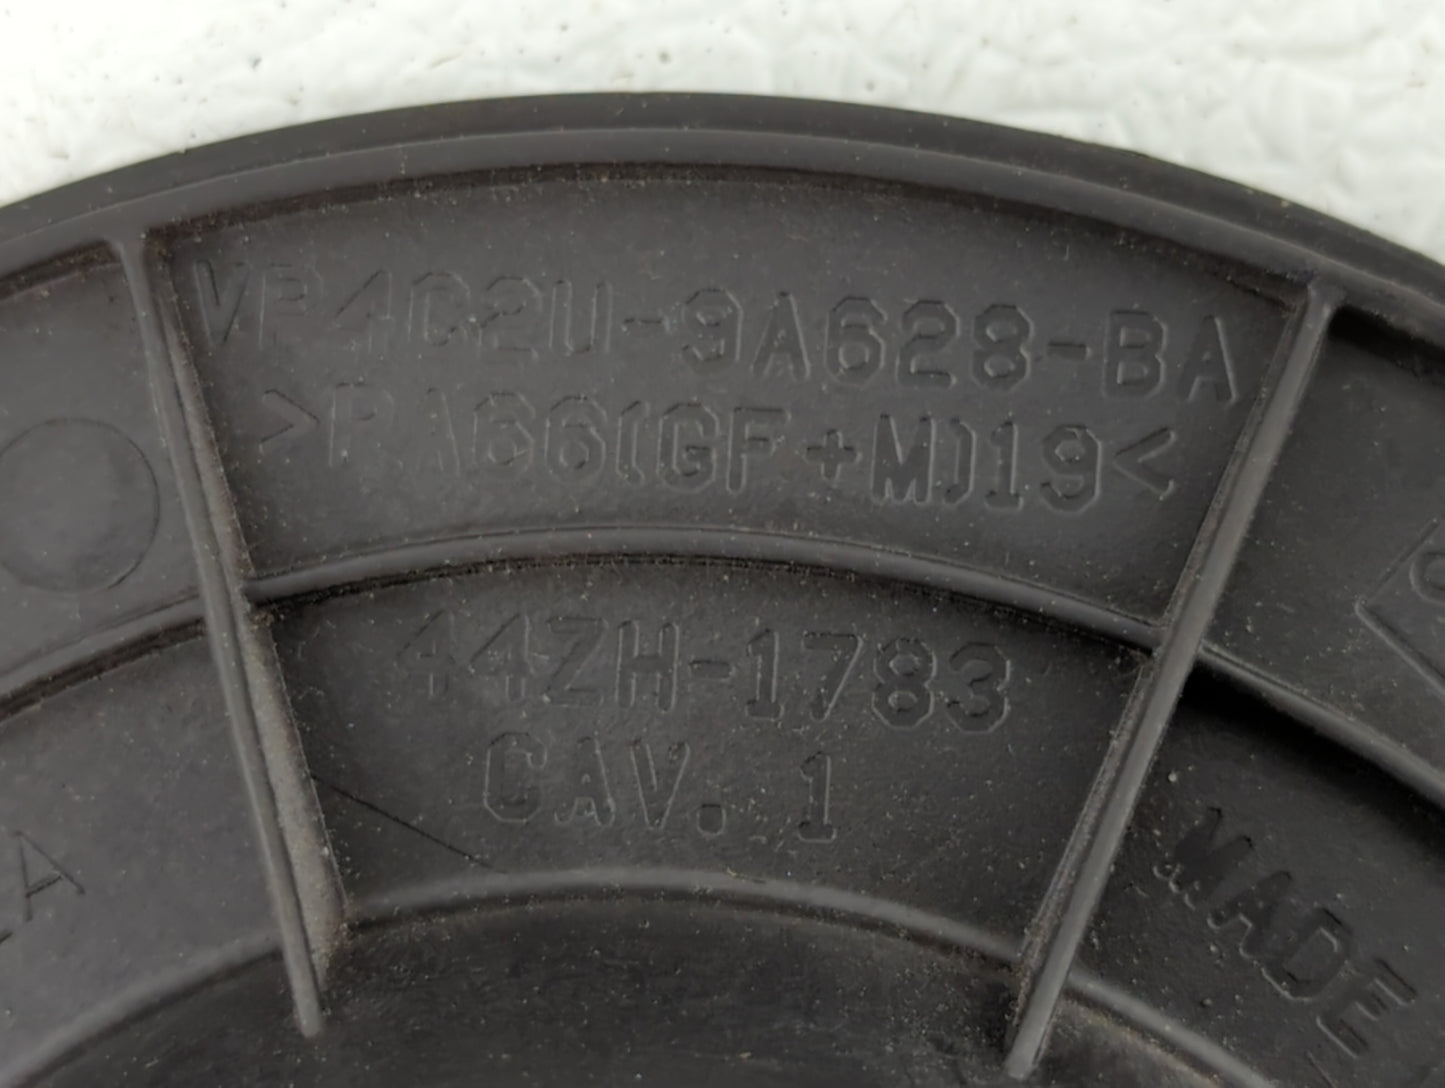 VP4C2U-9A628-BA
>PA66(GF+M)19<
44ZH-1783
CAV. 1
MADE